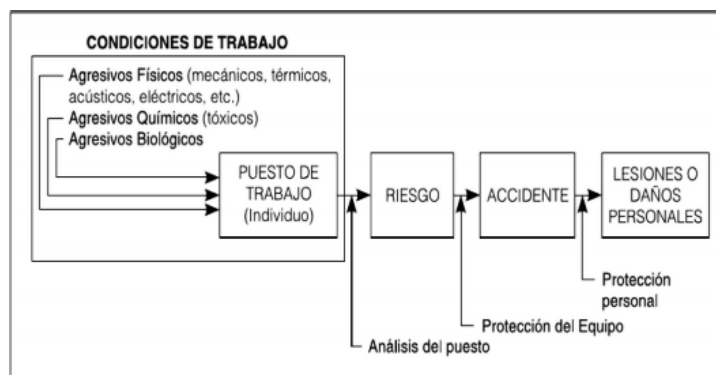 CONDICIONES DE TRABAJO
Agresivos Físicos (mecánicos, térmicos,
acústicos, eléctricos, etc.)
Agresivos Químicos (tóxicos)
Agresivos Biológicos
PUESTO DE
TRABAJO
(Individuo)
RIESGO
ACCIDENTE
LESIONES O
DAÑOS
PERSONALES
Protección
personal
Protección del Equipo
Análisis del puesto